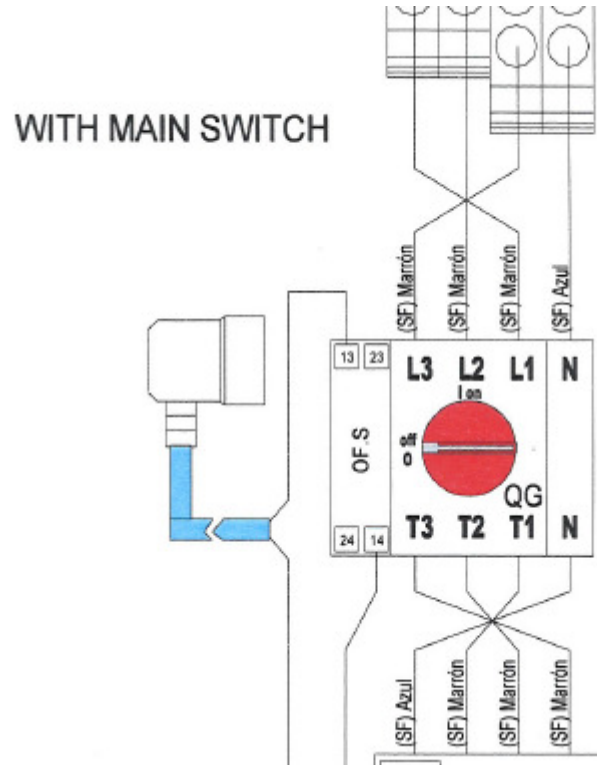 WITH MAIN SWITCH
(SF) Marrón
(SF) Marrón
(SF) Marrón
(SF) Azul
13 23
L3 L2 L1 N
I on
OF.S
off
0
QG
24 14
T3 T2 T1 N
(SF) Azul
(SF) Marrón
(SF) Marrón
(SF) Marrón